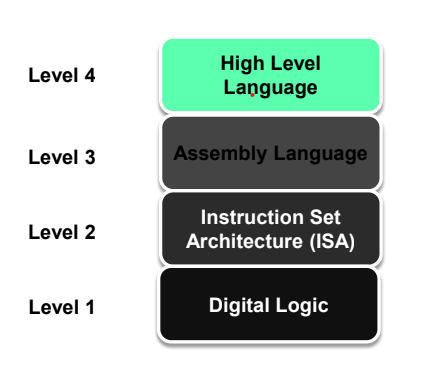 Level 4
High Level
Language
Level 3
Assembly Language
Level 2
Instruction Set
Architecture (ISA)
Level 1
Digital Logic